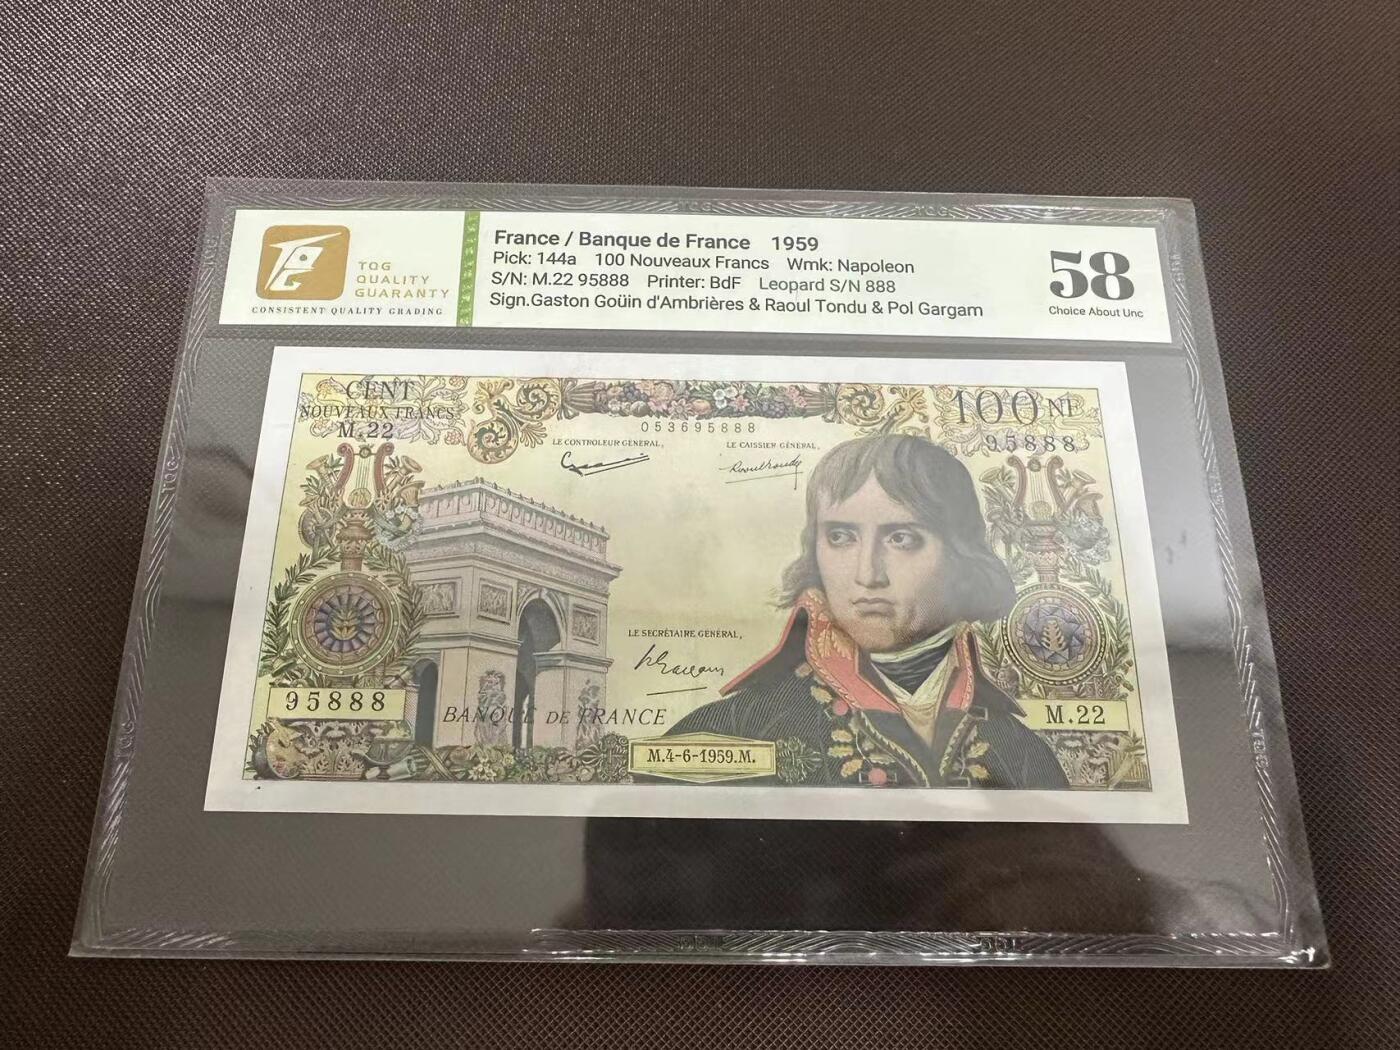 TQG
QUALITY
GUARANTY
CONSISTENT QUALITY GRADING
France / Banque de France 1959
Pick: 144a 100 Nouveaux Francs Wmk: Napoleon
S/N: M.22 95888 Printer: BdF Leopard S/N 888
Sign.Gaston Goüin d'Ambrières & Raoul Tondu & Pol Gargam
58
Choice About Unc
CENT
NOUVEAUX FRANCS
M.22
053695888
100 NF
95888
LE CONTROLEUR GÉNÉRAL,
LE CAISSIER GÉNÉRAL,
LE SECRÉTAIRE GÉNÉRAL,
95888
BANQUE DE FRANCE
M.22
M.4-6-1959.M.